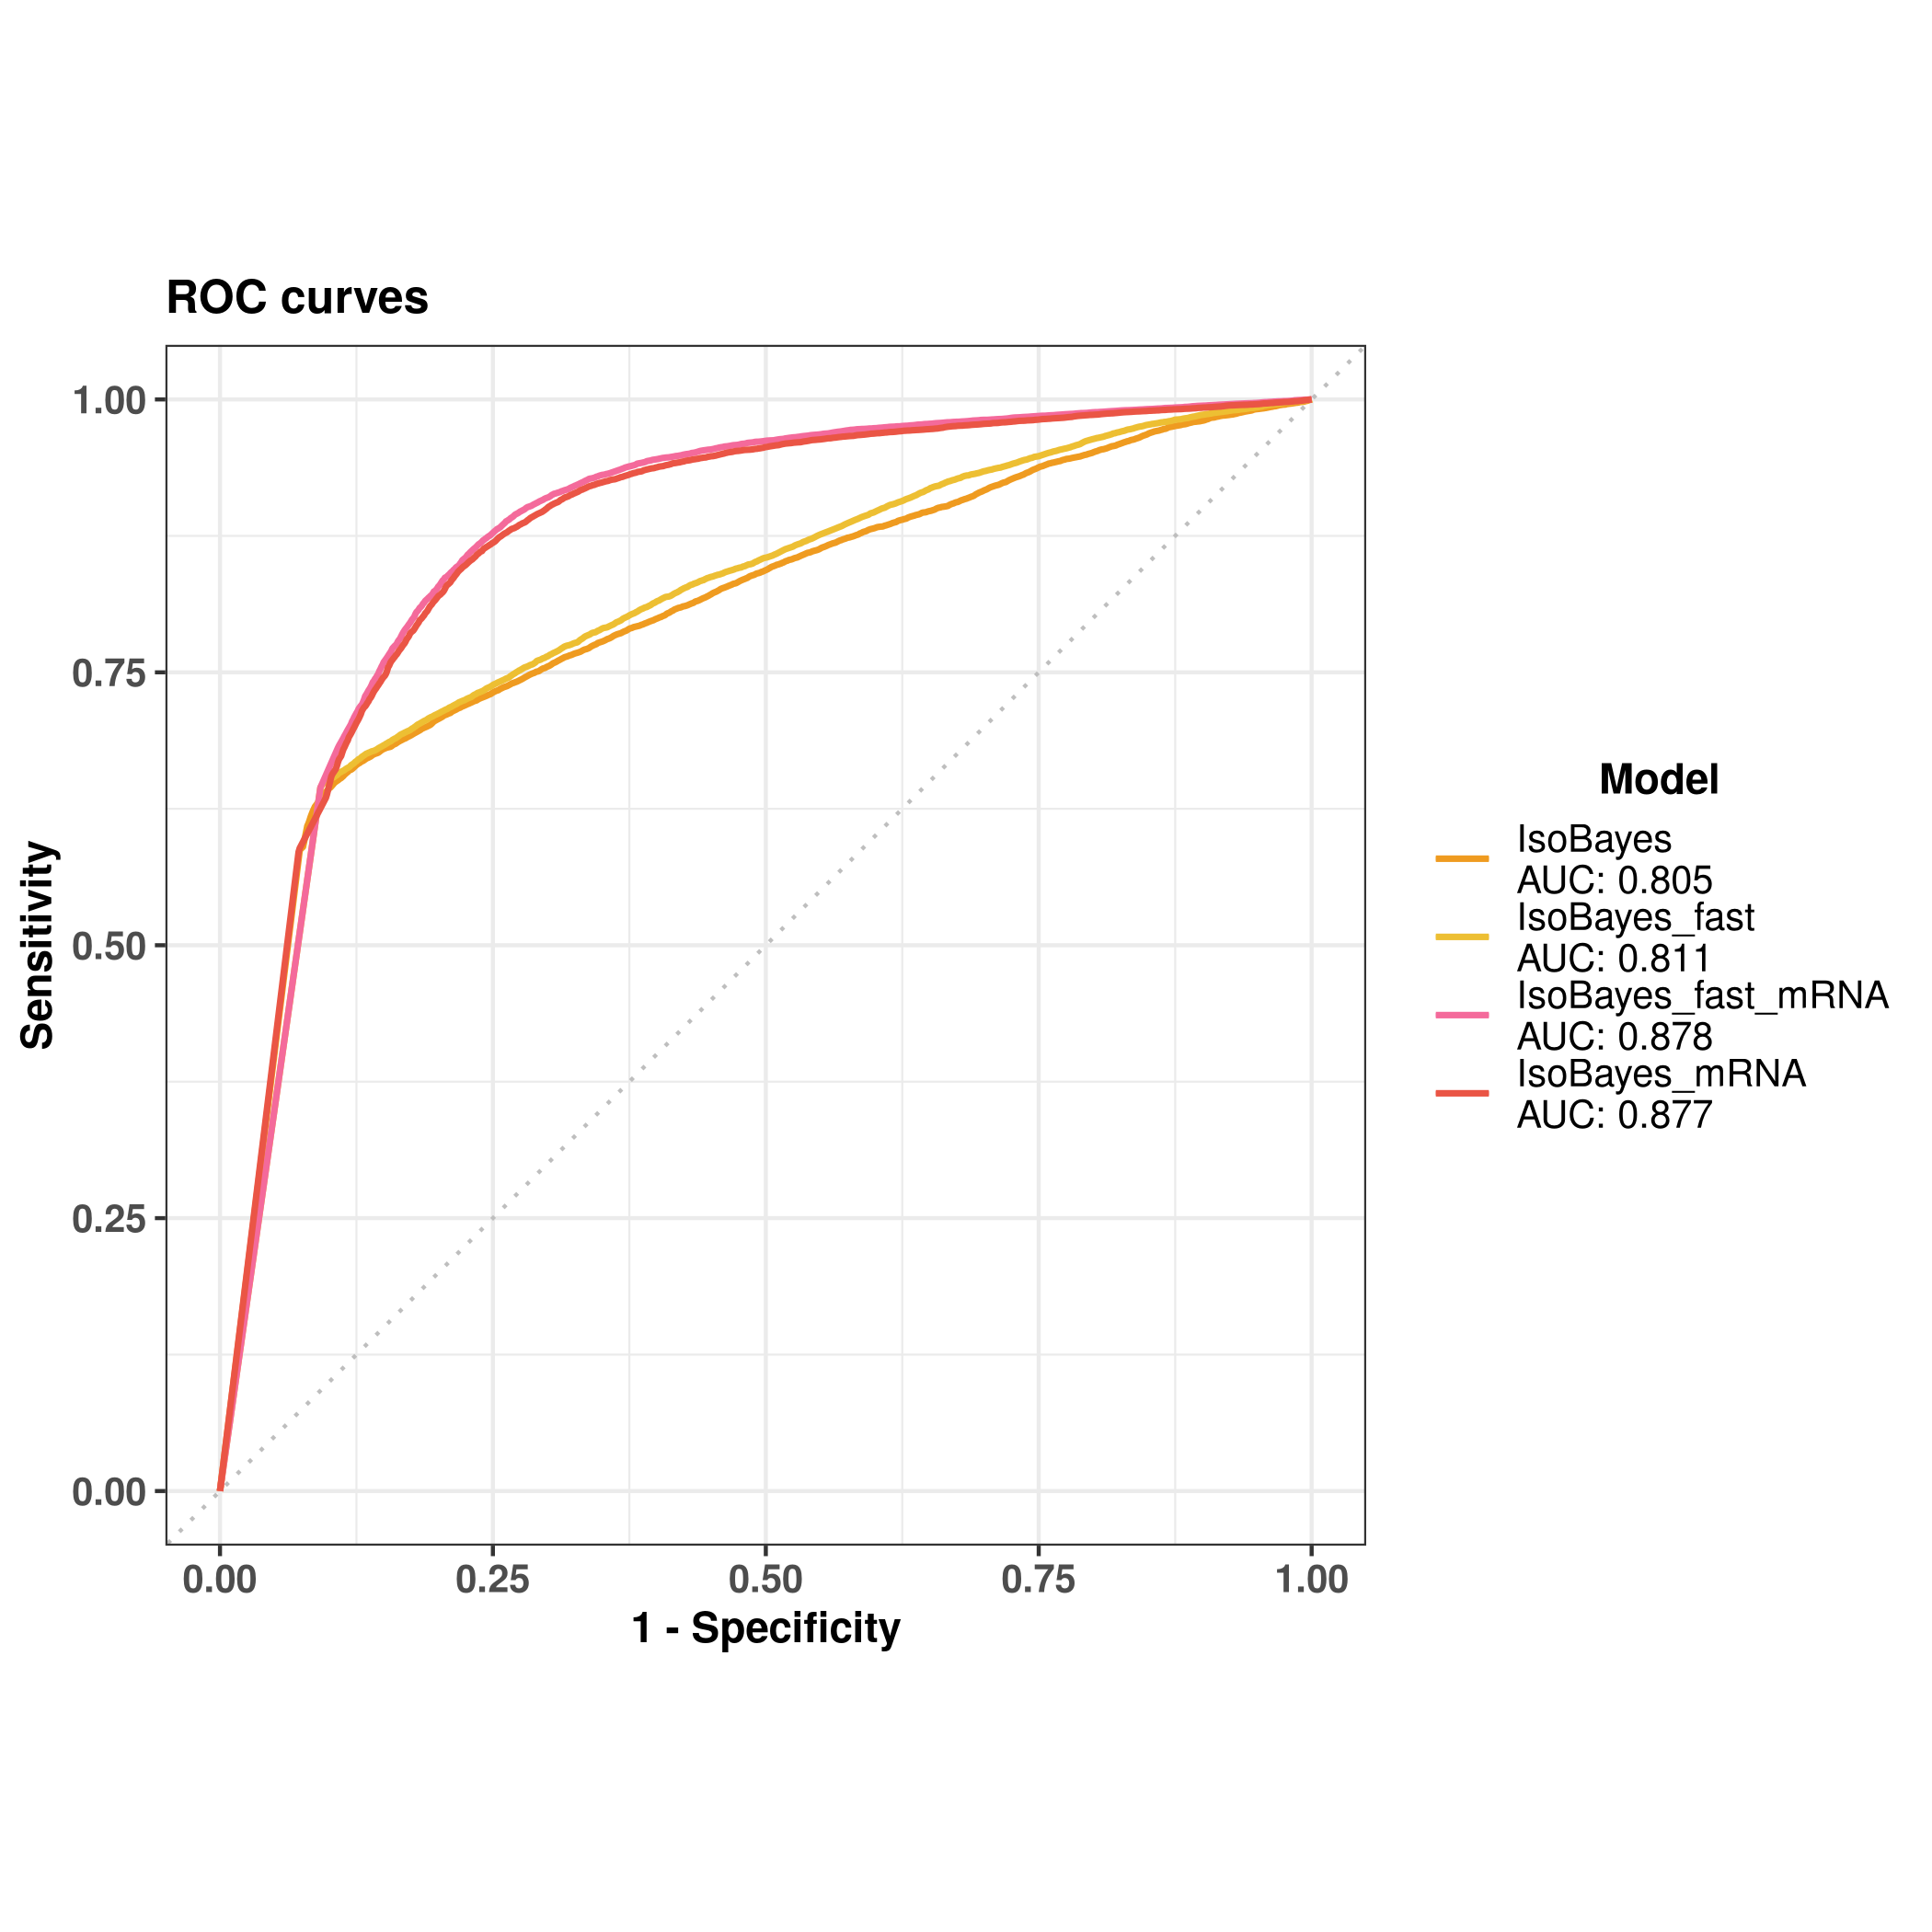 ROC curves
1.00
0.75
0.50
0.25
0.00
Sensitivity
0.00 0.25 0.50 0.75 1.00
1 - Specificity
Model
IsoBayes
AUC: 0.805
IsoBayes_fast
AUC: 0.811
IsoBayes_fast_mRNA
AUC: 0.878
IsoBayes_mRNA
AUC: 0.877